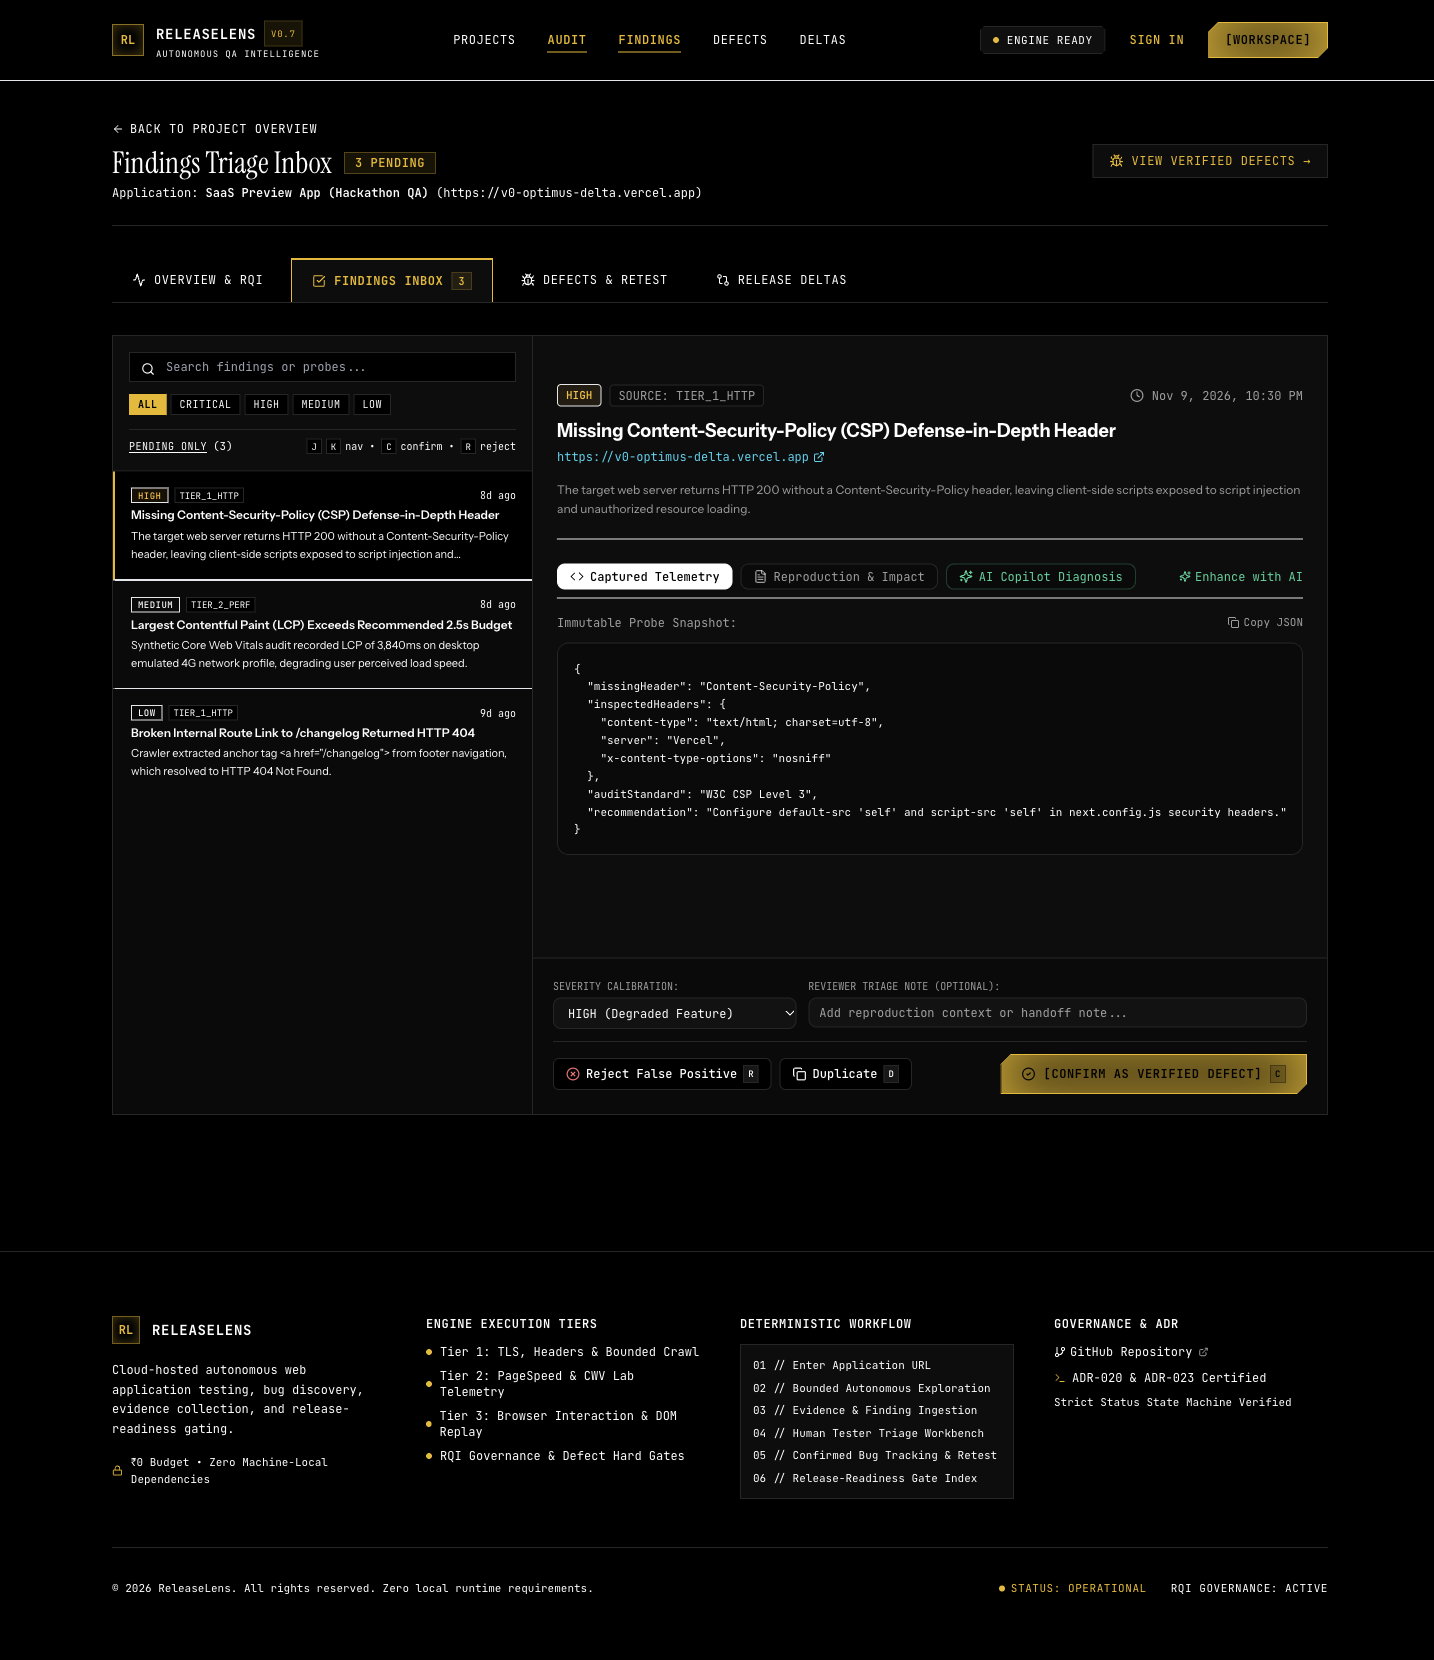 RL
RELEASELENS V0.7
AUTONOMOUS QA INTELLIGENCE
PROJECTS AUDIT FINDINGS DEFECTS DELTAS
ENGINE READY SIGN IN [WORKSPACE]
← BACK TO PROJECT OVERVIEW
Findings Triage Inbox 3 PENDING
VIEW VERIFIED DEFECTS →
Application: SaaS Preview App (Hackathon QA) (https://v0-optimus-delta.vercel.app)
OVERVIEW & RQI FINDINGS INBOX 3 DEFECTS & RETEST RELEASE DELTAS
Search findings or probes...
ALL CRITICAL HIGH MEDIUM LOW
PENDING ONLY (3) J K nav • C confirm • R reject
HIGH TIER_1_HTTP 8d ago
Missing Content-Security-Policy (CSP) Defense-in-Depth Header
The target web server returns HTTP 200 without a Content-Security-Policy
header, leaving client-side scripts exposed to script injection and...
MEDIUM TIER_2_PERF 8d ago
Largest Contentful Paint (LCP) Exceeds Recommended 2.5s Budget
Synthetic Core Web Vitals audit recorded LCP of 3,840ms on desktop
emulated 4G network profile, degrading user perceived load speed.
LOW TIER_1_HTTP 9d ago
Broken Internal Route Link to /changelog Returned HTTP 404
Crawler extracted anchor tag <a href="/changelog"> from footer navigation,
which resolved to HTTP 404 Not Found.
HIGH SOURCE: TIER_1_HTTP Nov 9, 2026, 10:30 PM
Missing Content-Security-Policy (CSP) Defense-in-Depth Header
https://v0-optimus-delta.vercel.app
The target web server returns HTTP 200 without a Content-Security-Policy header, leaving client-side scripts exposed to script injection
and unauthorized resource loading.
Captured Telemetry Reproduction & Impact AI Copilot Diagnosis Enhance with AI
Immutable Probe Snapshot: Copy JSON
{
"missingHeader": "Content-Security-Policy",
"inspectedHeaders": {
"content-type": "text/html; charset=utf-8",
"server": "Vercel",
"x-content-type-options": "nosniff"
},
"auditStandard": "W3C CSP Level 3",
"recommendation": "Configure default-src 'self' and script-src 'self' in next.config.js security headers."
}
SEVERITY CALIBRATION: REVIEWER TRIAGE NOTE (OPTIONAL):
HIGH (Degraded Feature) Add reproduction context or handoff note...
Reject False Positive R Duplicate D [CONFIRM AS VERIFIED DEFECT] C
RL RELEASELENS
Cloud-hosted autonomous web
application testing, bug discovery,
evidence collection, and release-
readiness gating.
₹0 Budget • Zero Machine-Local
Dependencies
ENGINE EXECUTION TIERS
Tier 1: TLS, Headers & Bounded Crawl
Tier 2: PageSpeed & CWV Lab
Telemetry
Tier 3: Browser Interaction & DOM
Replay
RQI Governance & Defect Hard Gates
DETERMINISTIC WORKFLOW
01 // Enter Application URL
02 // Bounded Autonomous Exploration
03 // Evidence & Finding Ingestion
04 // Human Tester Triage Workbench
05 // Confirmed Bug Tracking & Retest
06 // Release-Readiness Gate Index
GOVERNANCE & ADR
GitHub Repository
ADR-020 & ADR-023 Certified
Strict Status State Machine Verified
© 2026 ReleaseLens. All rights reserved. Zero local runtime requirements.
STATUS: OPERATIONAL RQI GOVERNANCE: ACTIVE